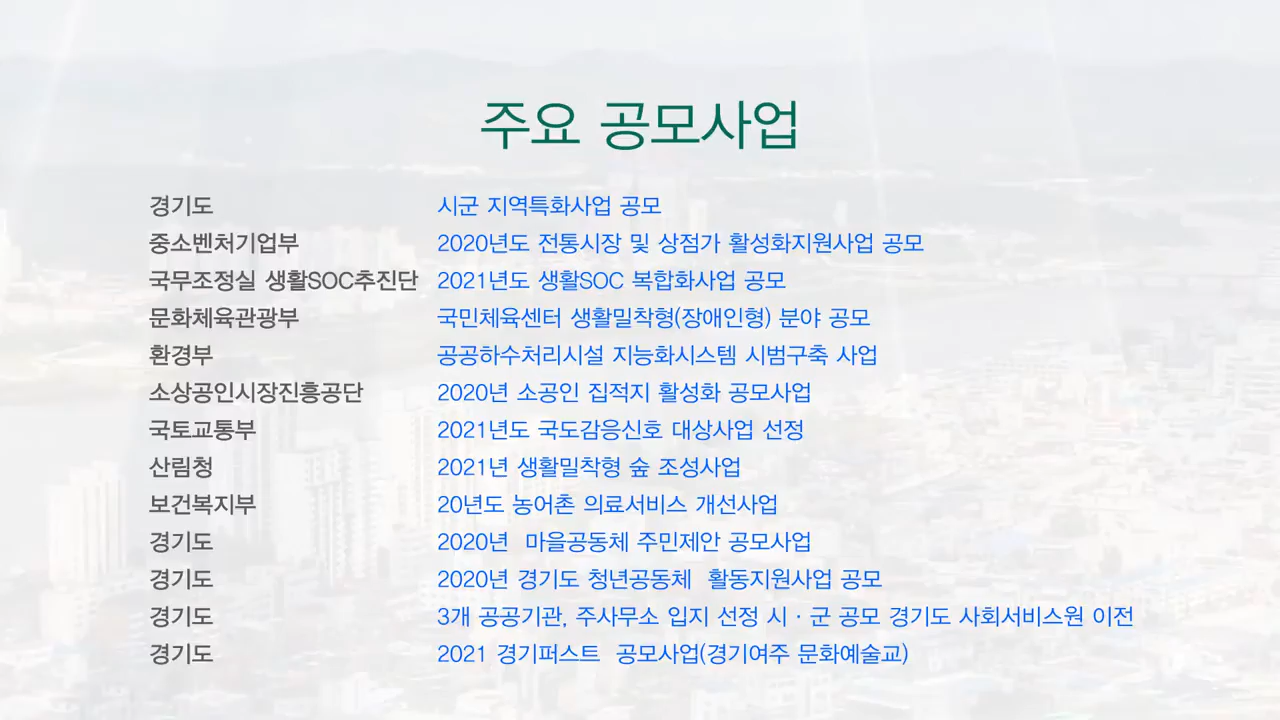 주요 공모사업
경기도 시군 지역특화사업 공모
중소벤처기업부 2020년도 전통시장 및 상점가 활성화지원사업 공모
국무조정실 생활SOC추진단 2021년도 생활SOC 복합화사업 공모
문화체육관광부 국민체육센터 생활밀착형(장애인형) 분야 공모
환경부 공공하수처리시설 지능화시스템 시범구축 사업
소상공인시장진흥공단 2020년 소공인 집적지 활성화 공모사업
국토교통부 2021년도 국도감응신호 대상사업 선정
산림청 2021년 생활밀착형 숲 조성사업
보건복지부 20년도 농어촌 의료서비스 개선사업
경기도 2020년 마을공동체 주민제안 공모사업
경기도 2020년 경기도 청년공동체 활동지원사업 공모
경기도 3개 공공기관, 주사무소 입지 선정 시·군 공모 경기도 사회서비스원 이전
경기도 2021 경기퍼스트 공모사업(경기여주 문화예술교)